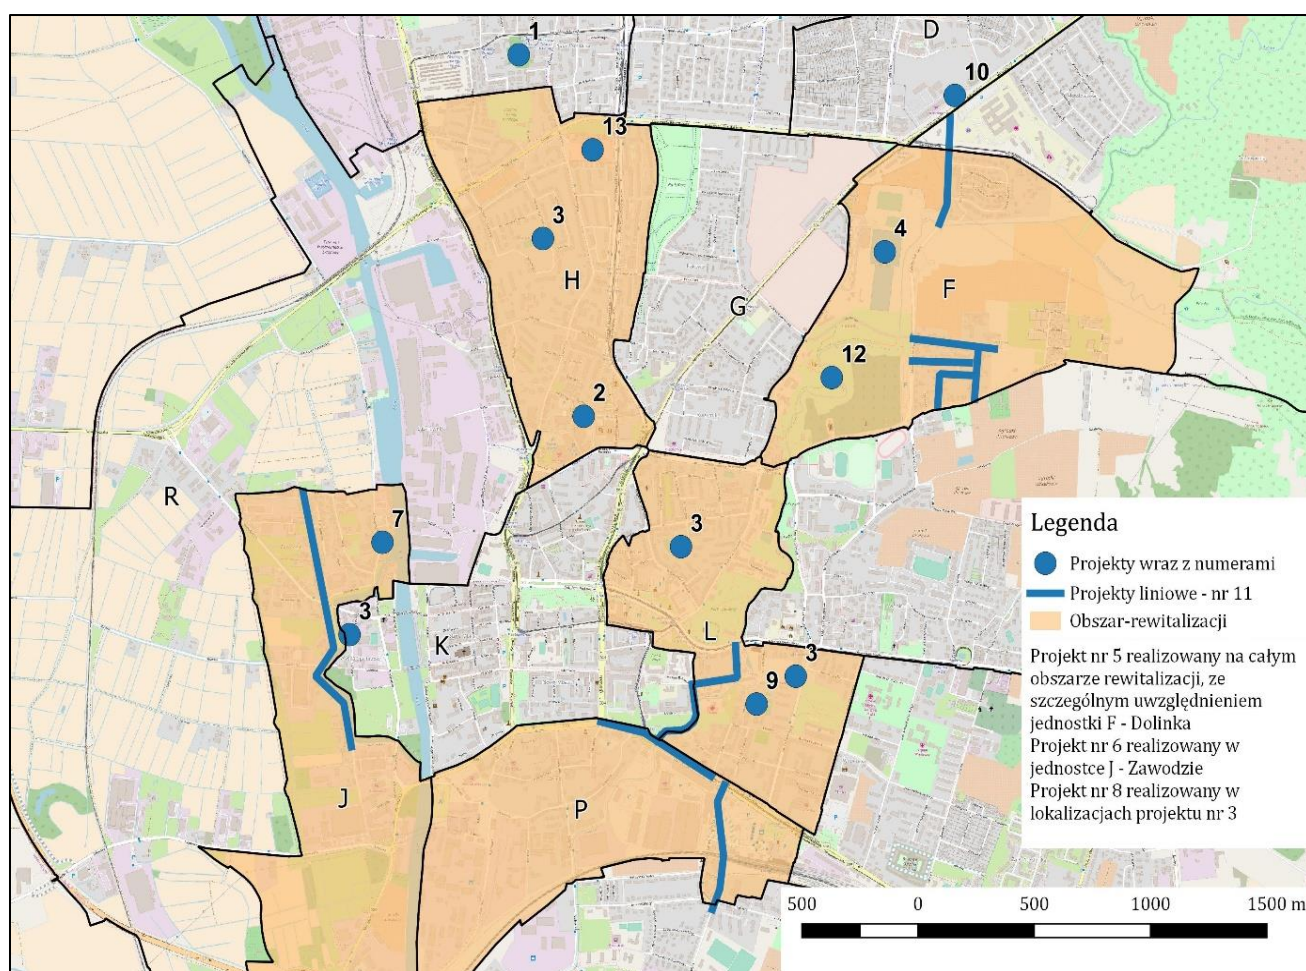 1
D
10
13
3
4
H
F
G
12
2
R
7
3
3
K
L
3
9
J
P
Legenda
Projekty wraz z numerami
Projekty liniowe - nr 11
Obszar-rewitalizacji
Projekt nr 5 realizowany na całym
obszarze rewitalizacji, ze
szczególnym uwzględnieniem
jednostki F - Dolinka
Projekt nr 6 realizowany w
jednostce J - Zawodzie
Projekt nr 8 realizowany w
lokalizacjach projektu nr 3
500 0 500 1000 1500 m